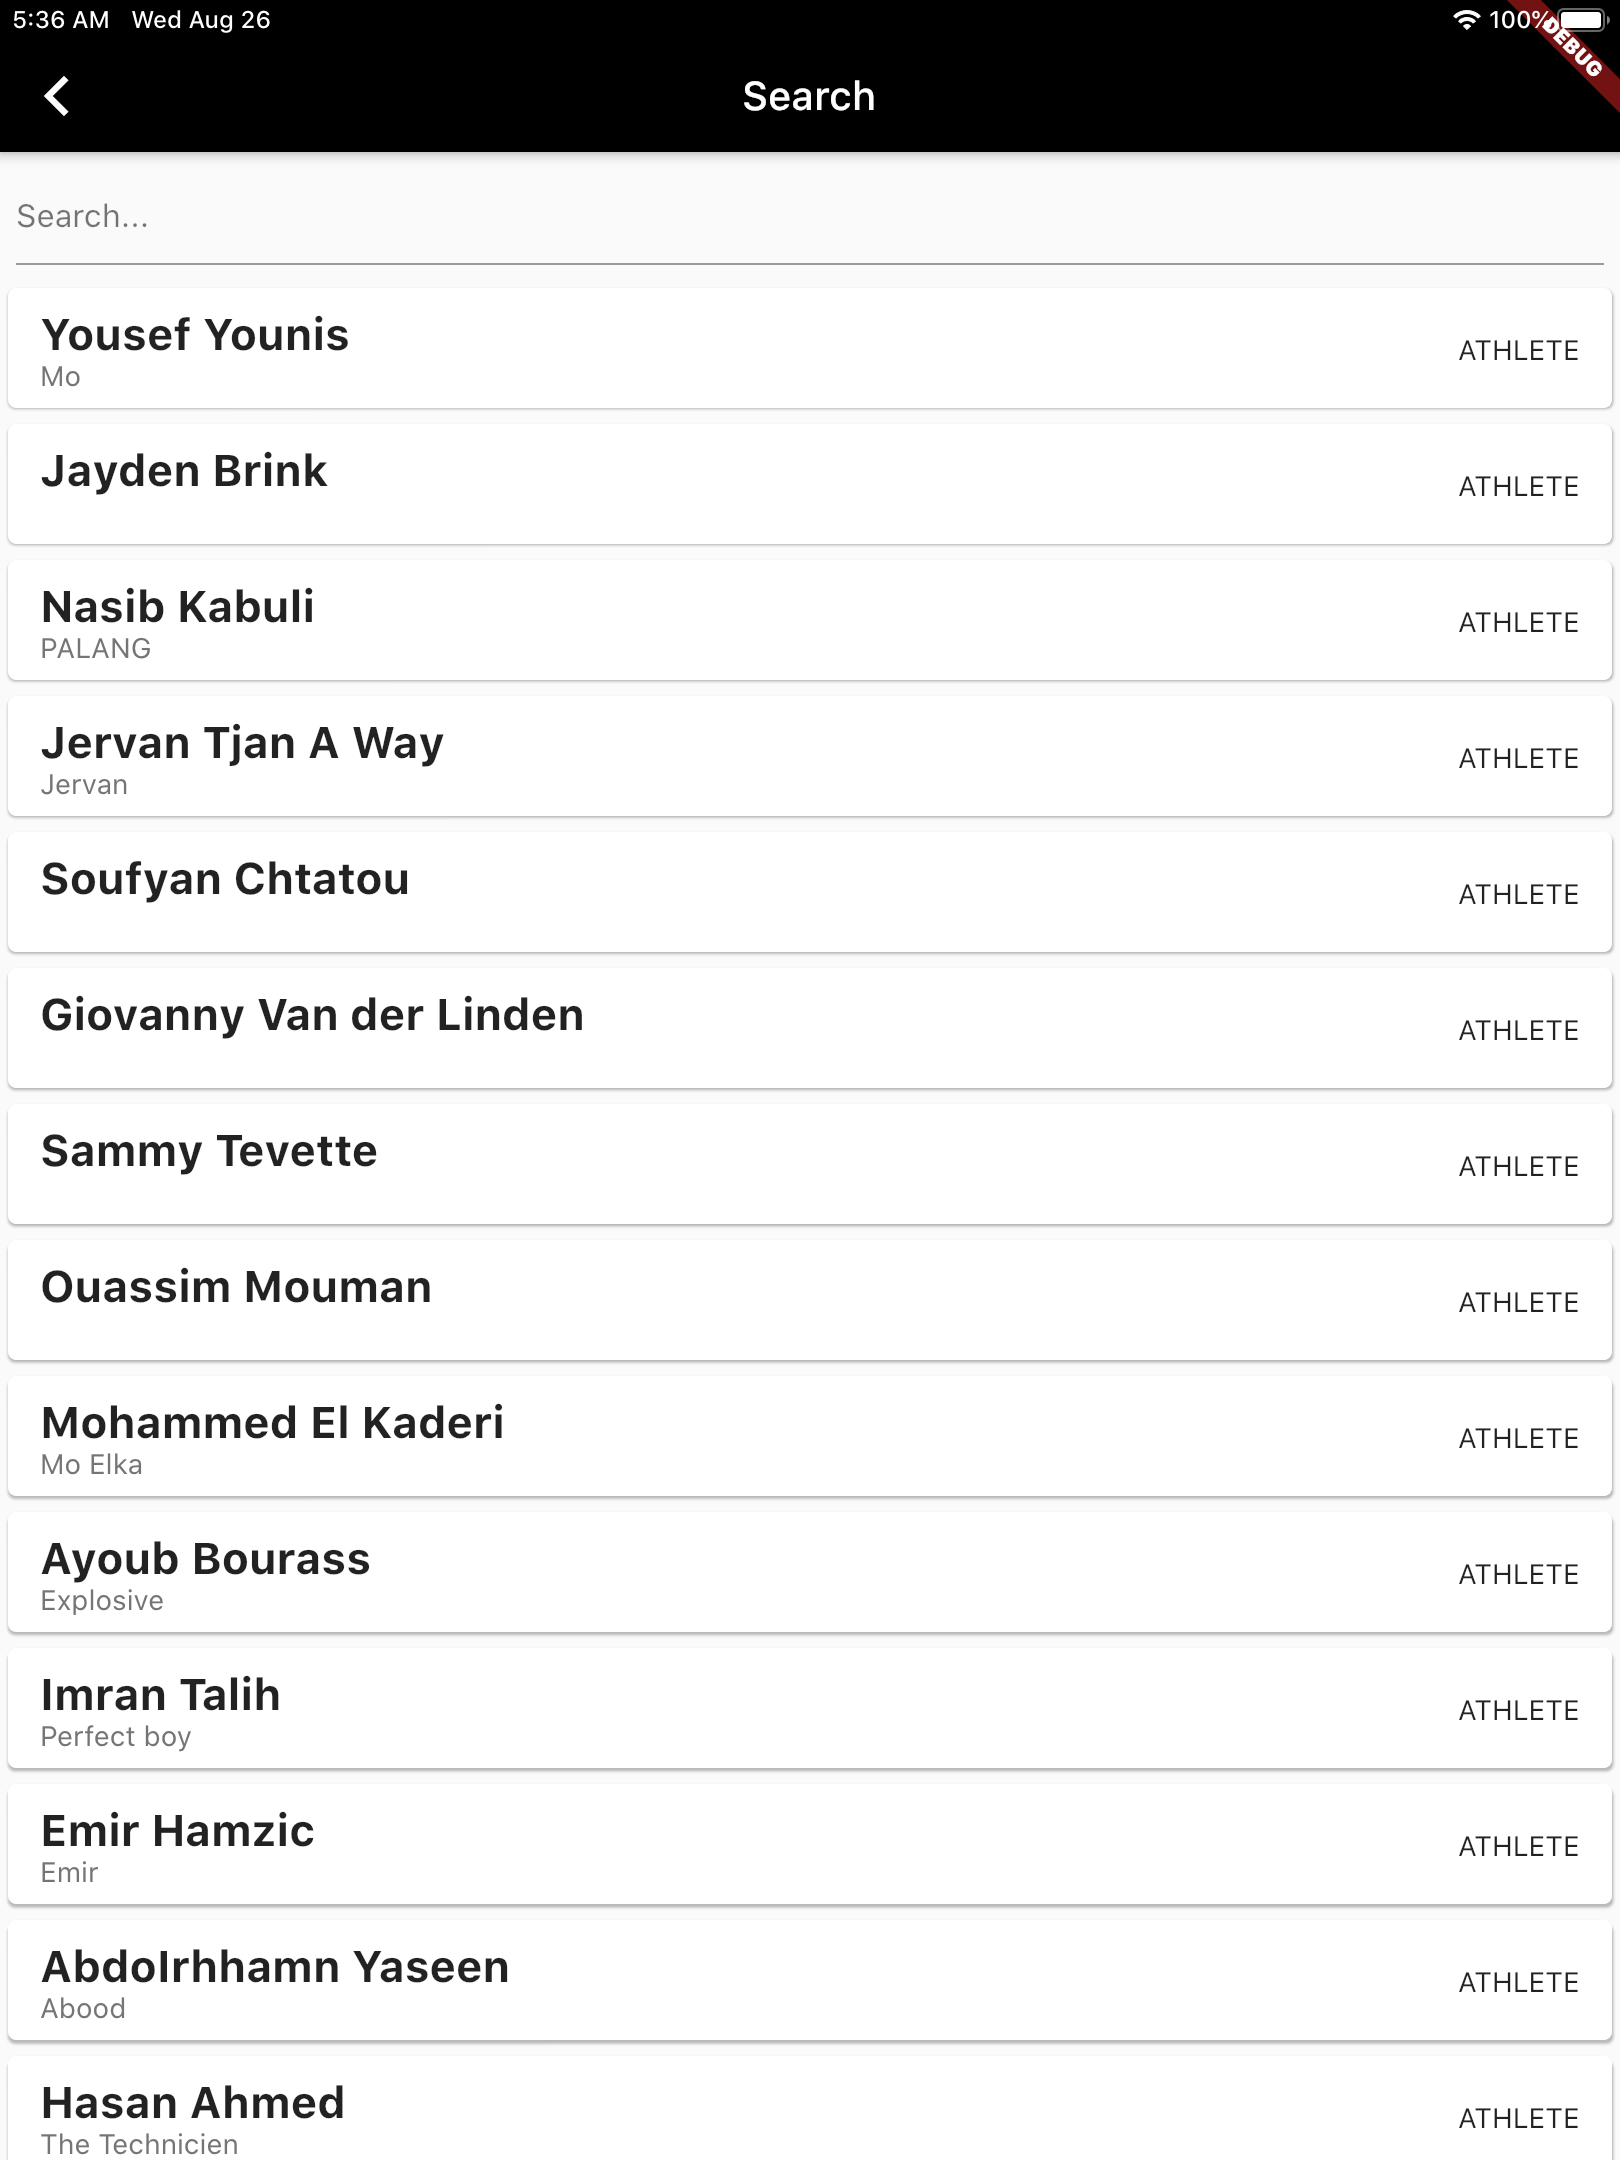 5:36 AM Wed Aug 26 100%
DEBUG
Search
Search...
Yousef Younis
Mo
ATHLETE
Jayden Brink
ATHLETE
Nasib Kabuli
PALANG
ATHLETE
Jervan Tjan A Way
Jervan
ATHLETE
Soufyan Chtatou
ATHLETE
Giovanny Van der Linden
ATHLETE
Sammy Tevette
ATHLETE
Ouassim Mouman
ATHLETE
Mohammed El Kaderi
Mo Elka
ATHLETE
Ayoub Bourass
Explosive
ATHLETE
Imran Talih
Perfect boy
ATHLETE
Emir Hamzic
Emir
ATHLETE
Abdolrhhamn Yaseen
Abood
ATHLETE
Hasan Ahmed
The Technicien
ATHLETE